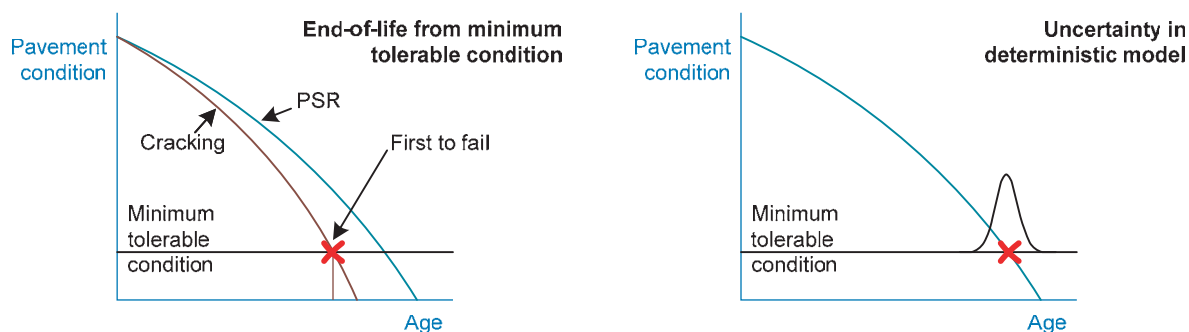 End-of-life from minimum
tolerable condition
Pavement
condition
PSR
Cracking
First to fail
Minimum
tolerable
condition
Age
Uncertainty in
deterministic model
Pavement
condition
Minimum
tolerable
condition
Age